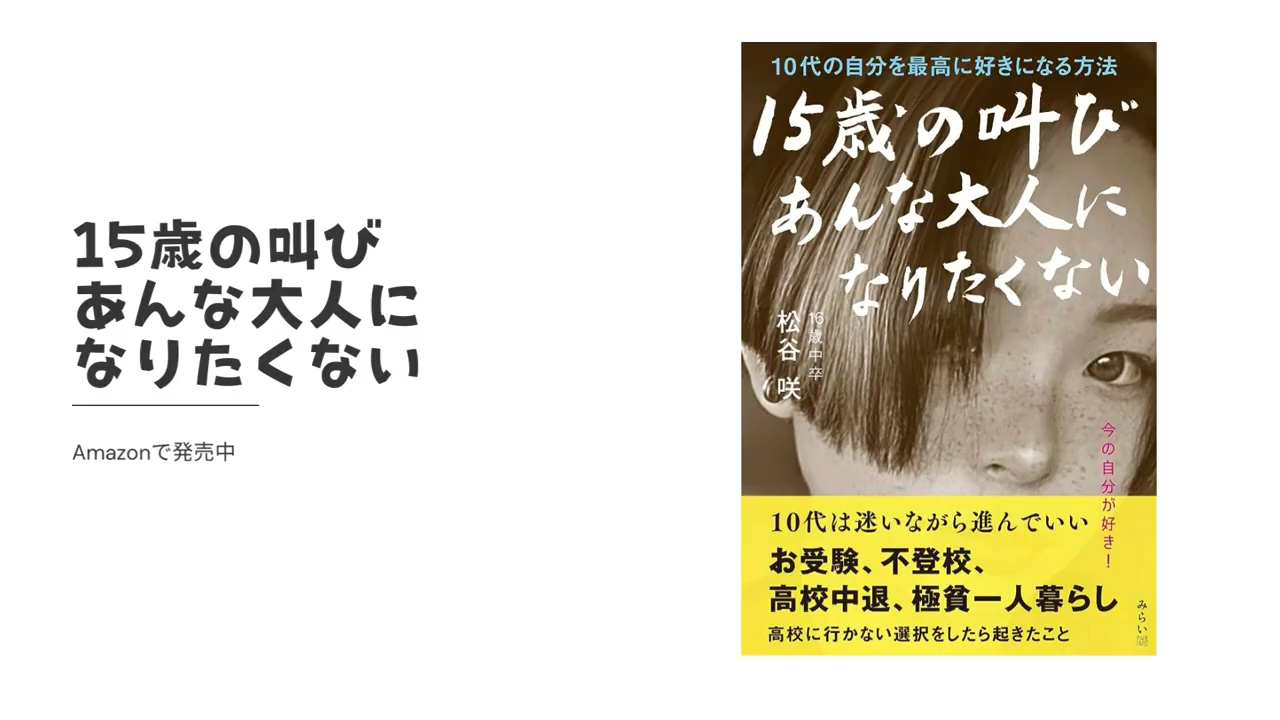 15歳の叫び
あんな大人に
なりたくない
Amazonで発売中
10代の自分を最高に好きになる方法
15歳の叫び
あんな大人に
なりたくない
16歳中卒
松谷 咲
今の自分が好き!
10代は迷いながら進んでいい
お受験、不登校、
高校中退、極貧一人暮らし
高校に行かない選択をしたら起きたこと
みらい